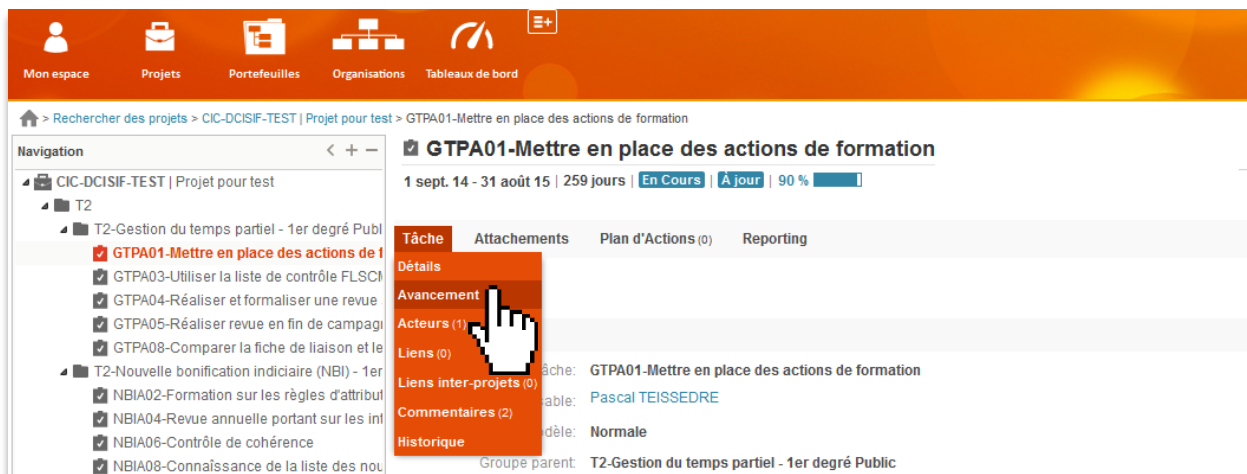 Mon espace Projets Portefeuilles Organisations Tableaux de bord
> Rechercher des projets > CIC-DCISIF-TEST | Projet pour test > GTPA01-Mettre en place des actions de formation
Navigation
CIC-DCISIF-TEST | Projet pour test
T2
T2-Gestion du temps partiel - 1er degré Publ
GTPA01-Mettre en place des actions de f
GTPA03-Utiliser la liste de contrôle FLSCM
GTPA04-Réaliser et formaliser une revue
GTPA05-Réaliser revue en fin de campagn
GTPA08-Comparer la fiche de liaison et le
T2-Nouvelle bonification indiciaire (NBI) - 1er
NBIA02-Formation sur les règles d'attribut
NBIA04-Revue annuelle portant sur les int
NBIA06-Contrôle de cohérence
NBIA08-Connaîssance de la liste des nou
GTPA01-Mettre en place des actions de formation
1 sept. 14 - 31 août 15 | 259 jours | En Cours | À jour | 90 %
Tâche Attachements Plan d'Actions (0) Reporting
Détails
Avancement
Acteurs (1)
Liens (0)
Liens inter-projets (0)
Commentaires (2)
Historique
âche: GTPA01-Mettre en place des actions de formation
sable: Pascal TEISSEDRE
dèle: Normale
Groupe parent: T2-Gestion du temps partiel - 1er degré Public